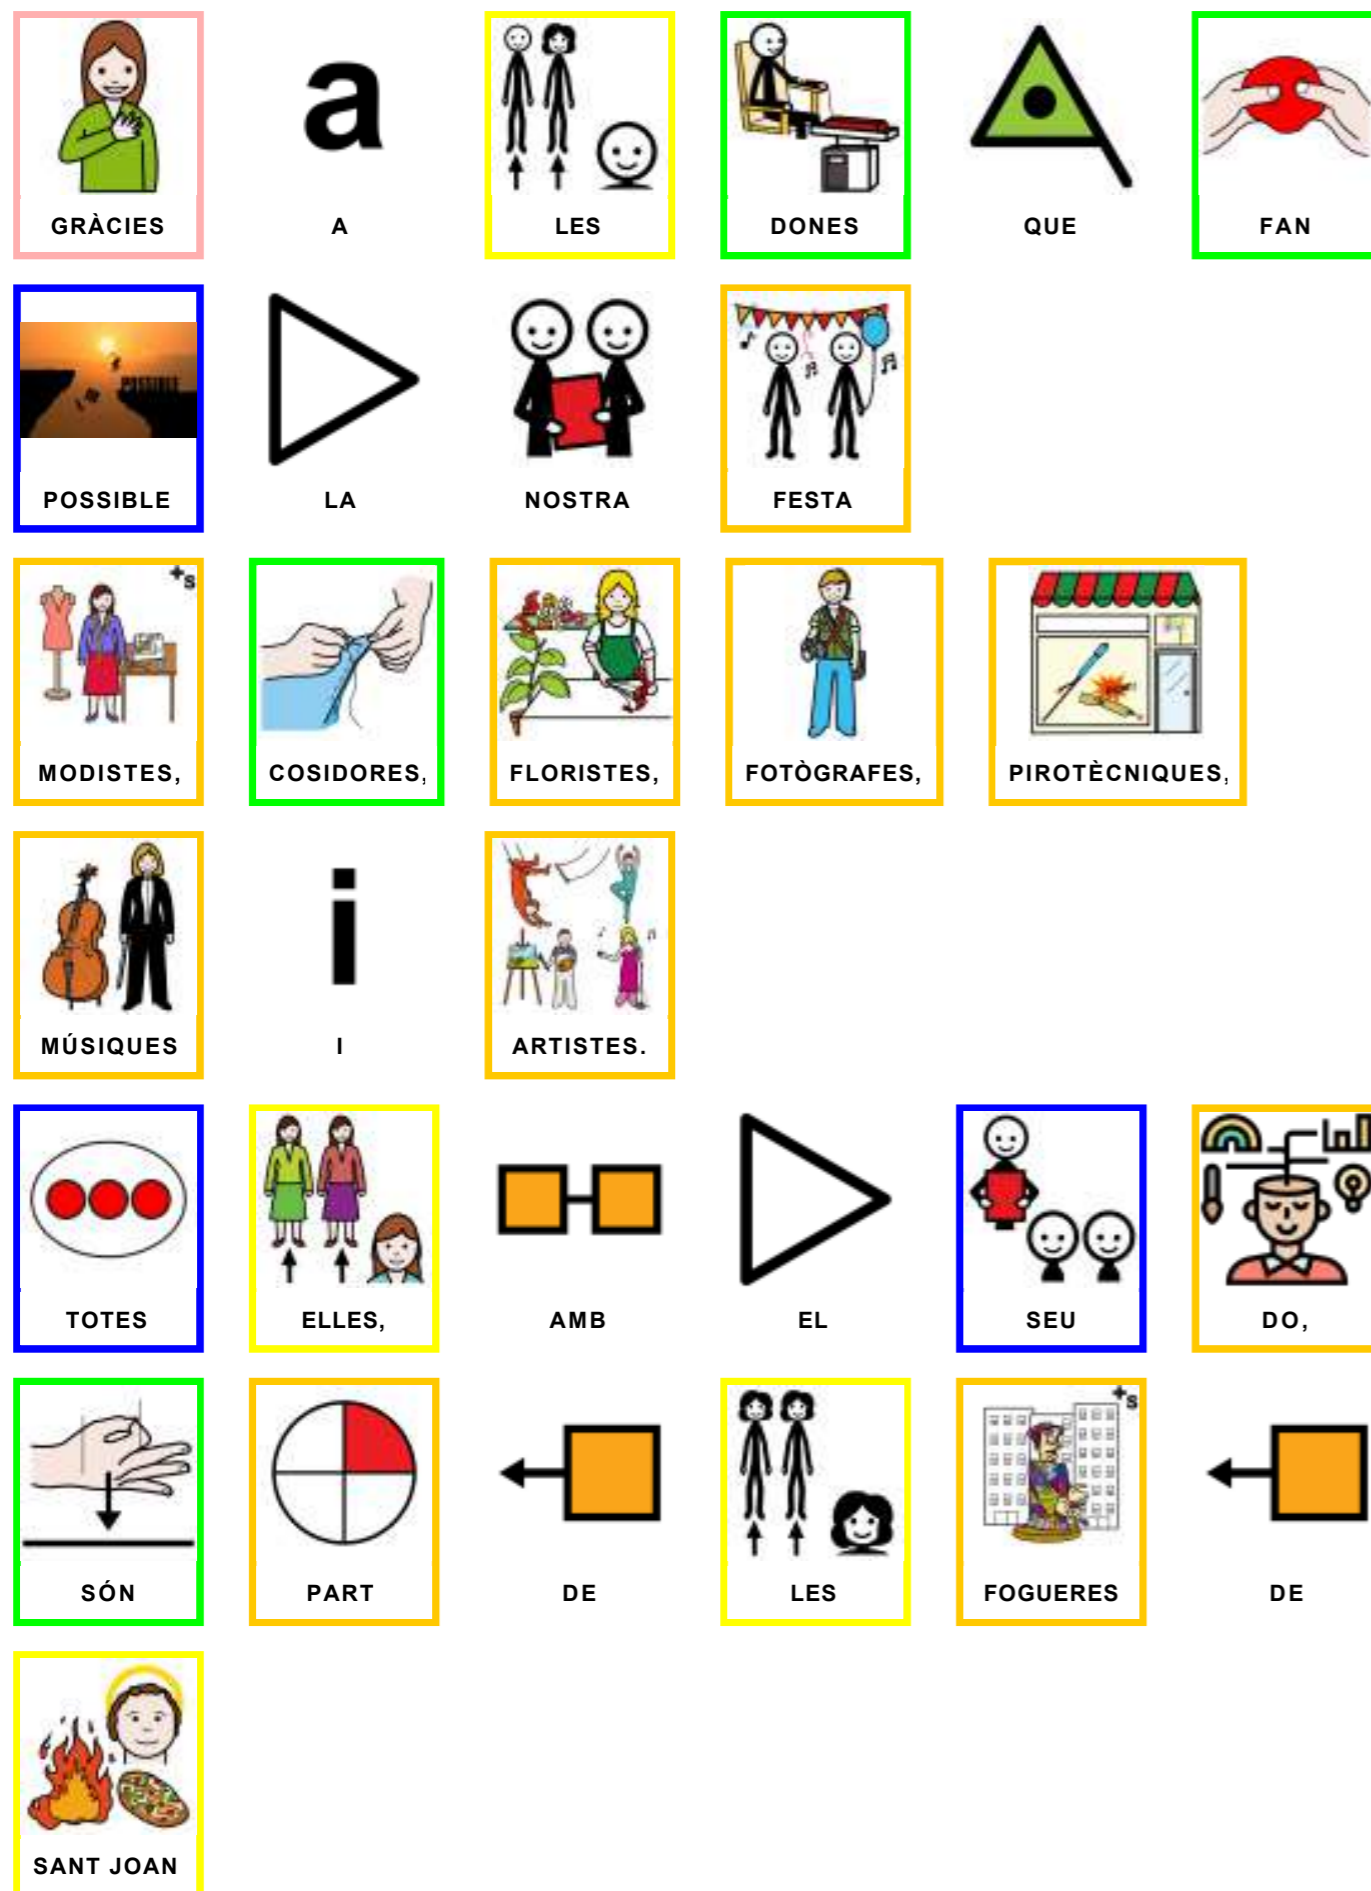 GRÀCIES A LES DONES QUE FAN
POSSIBLE LA NOSTRA FESTA
MODISTES, COSIDORES, FLORISTES, FOTÒGRAFES, PIROTÈCNIQUES,
MÚSIQUES I ARTISTES.
TOTES ELLES, AMB EL SEU DO,
SÓN PART DE LES FOGUERES DE
SANT JOAN